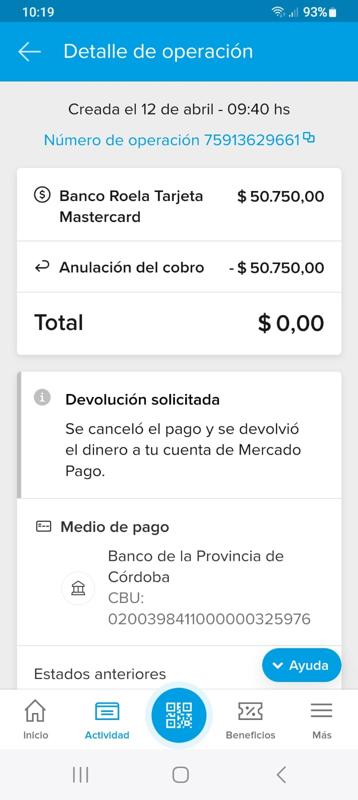 10:19
93%
Detalle de operación
Creada el 12 de abril - 09:40 hs
Número de operación 75913629661
Banco Roela Tarjeta $ 50.750,00
Mastercard
Anulación del cobro - $ 50.750,00
Total $ 0,00
Devolución solicitada
Se canceló el pago y se devolvió
el dinero a tu cuenta de Mercado
Pago.
Medio de pago
Banco de la Provincia de
Córdoba
CBU:
0200398411000000325976
Estados anteriores
Ayuda
Inicio
Actividad
Beneficios
Más